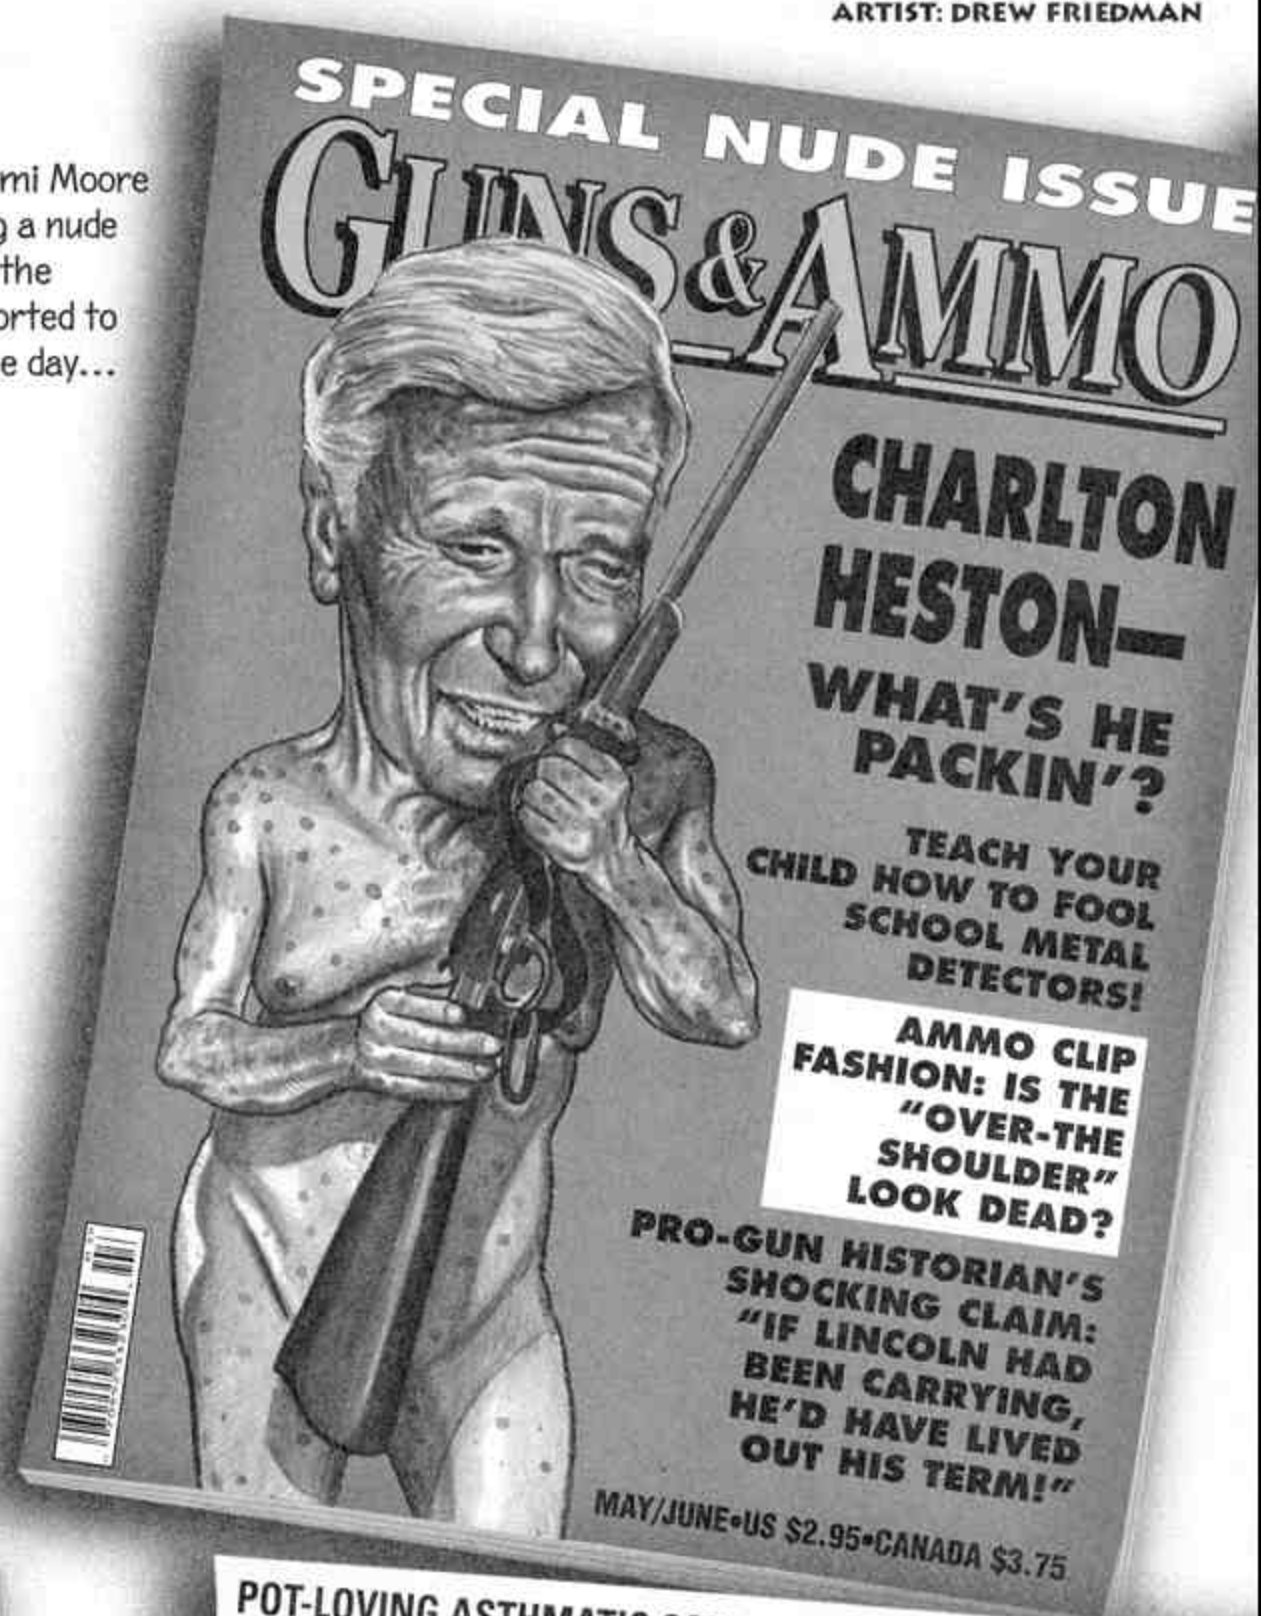 ARTIST: DREW FRIEDMAN
mi Moore
g a nude
the
orted to
e day...
SPECIAL NUDE ISSUE
GUNS & AMMO
CHARLTON
HESTON—
WHAT'S HE
PACKIN'?
TEACH YOUR
CHILD HOW TO FOOL
SCHOOL METAL
DETECTORS!
AMMO CLIP
FASHION: IS THE
"OVER-THE
SHOULDER"
LOOK DEAD?
PRO-GUN HISTORIAN'S
SHOCKING CLAIM:
"IF LINCOLN HAD
BEEN CARRYING,
HE'D HAVE LIVED
OUT HIS TERM!"
MAY/JUNE•US $2.95•CANADA $3.75
POT-LOVING